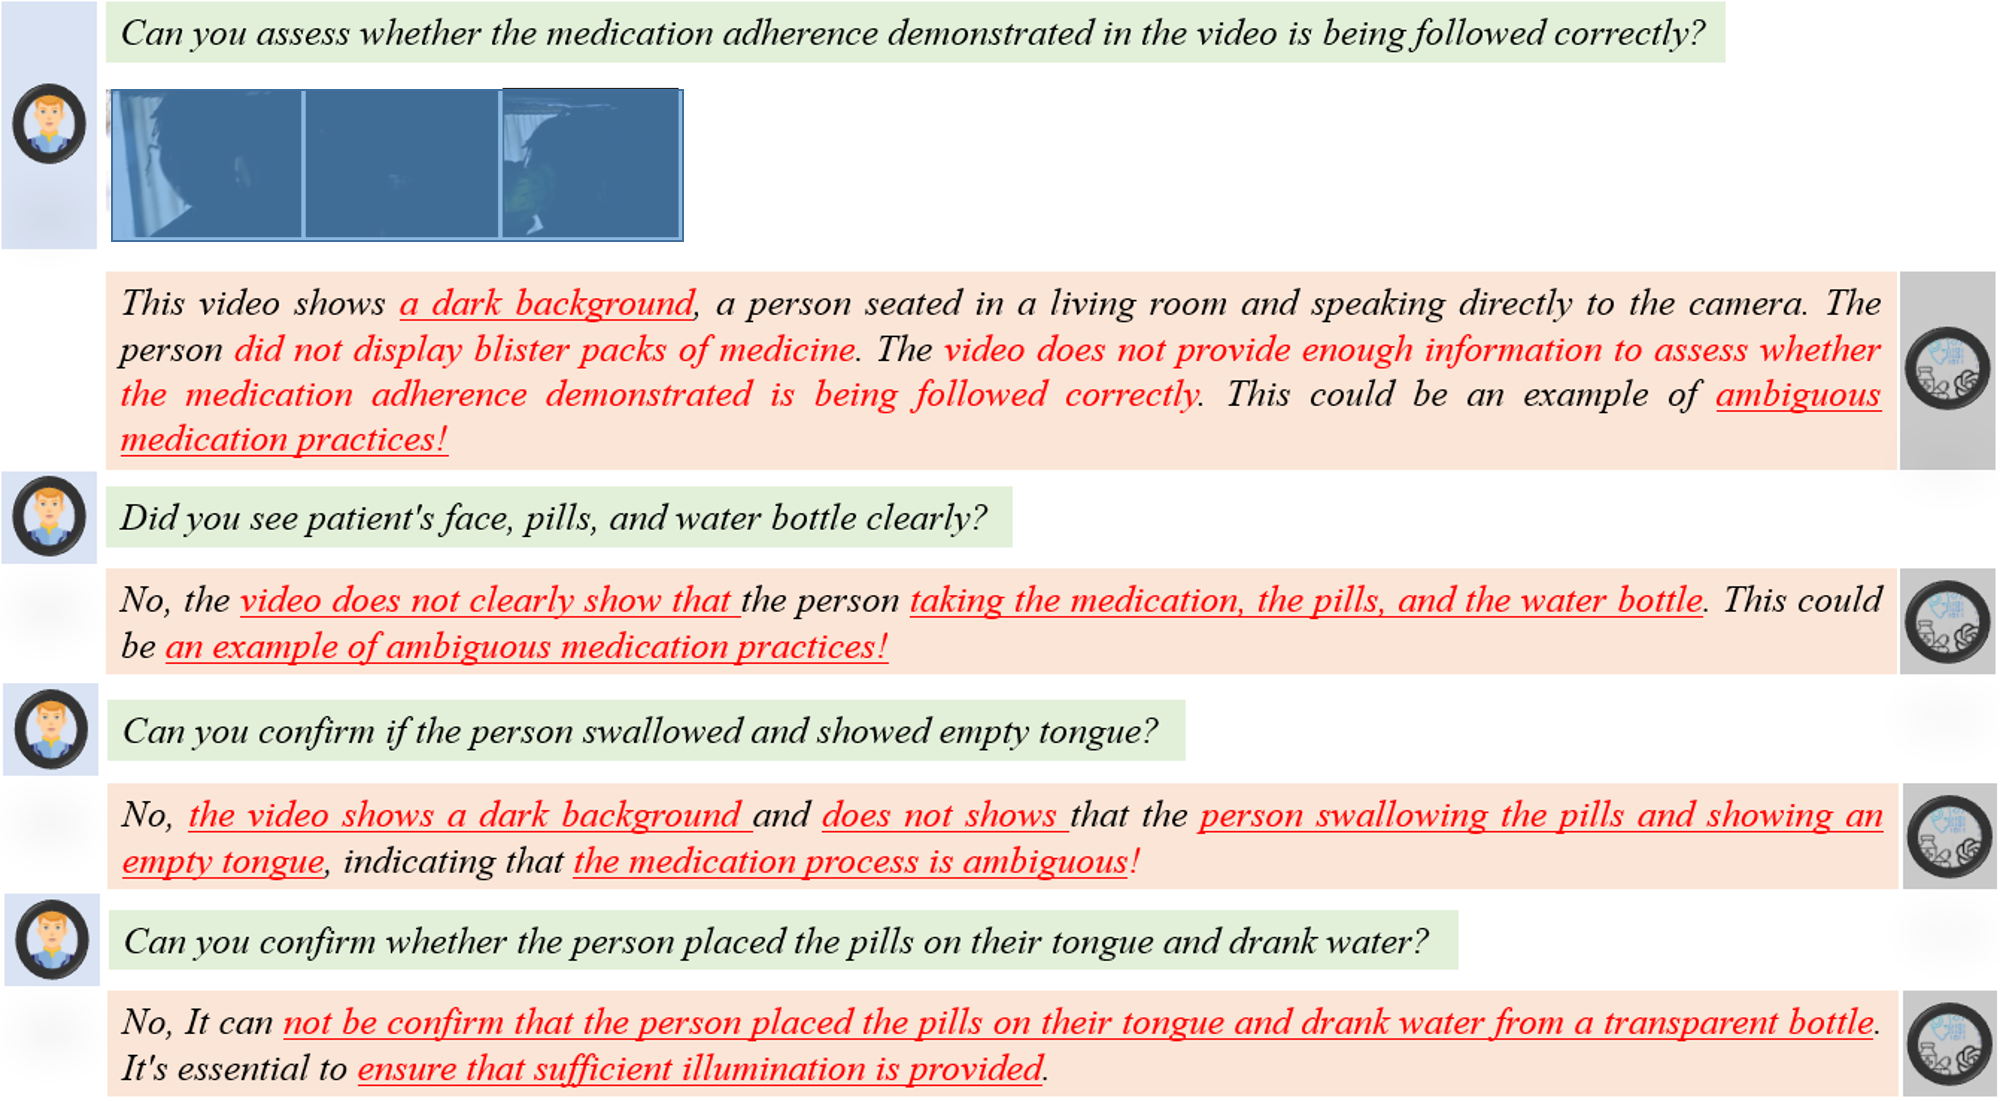 Can you assess whether the medication adherence demonstrated in the video is being followed correctly?
This video shows a dark background, a person seated in a living room and speaking directly to the camera. The
person did not display blister packs of medicine. The video does not provide enough information to assess whether
the medication adherence demonstrated is being followed correctly. This could be an example of ambiguous
medication practices!
Did you see patient's face, pills, and water bottle clearly?
No, the video does not clearly show that the person taking the medication, the pills, and the water bottle. This could
be an example of ambiguous medication practices!
Can you confirm if the person swallowed and showed empty tongue?
No, the video shows a dark background and does not shows that the person swallowing the pills and showing an
empty tongue, indicating that the medication process is ambiguous!
Can you confirm whether the person placed the pills on their tongue and drank water?
No, It can not be confirm that the person placed the pills on their tongue and drank water from a transparent bottle.
It's essential to ensure that sufficient illumination is provided.